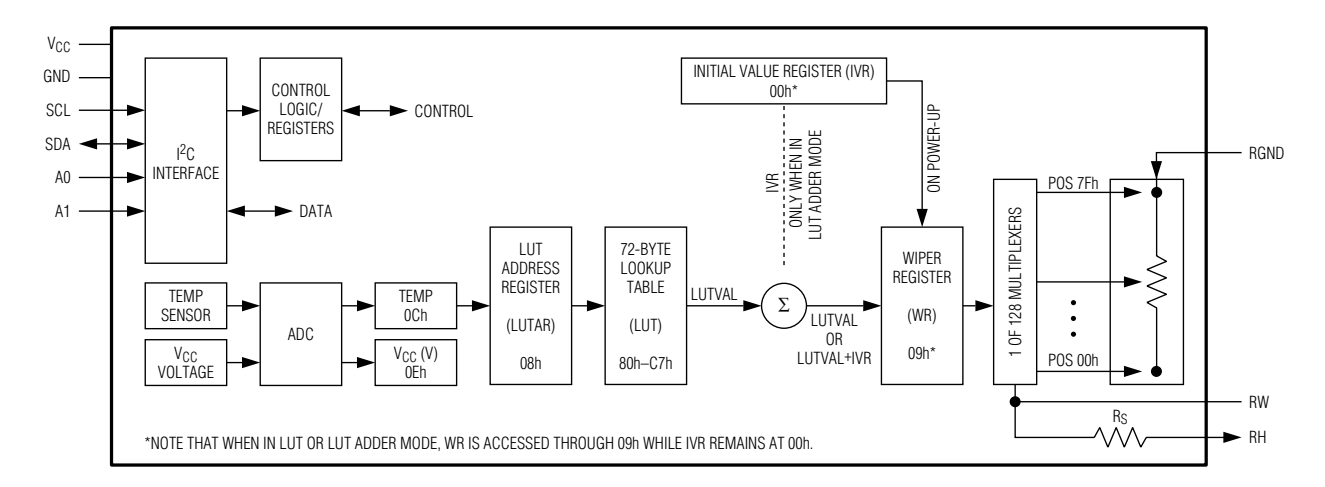 VCC
GND
SCL
SDA
A0
A1
I2C
INTERFACE
CONTROL
LOGIC/
REGISTERS
CONTROL
DATA
TEMP
SENSOR
VCC
VOLTAGE
ADC
TEMP
0Ch
VCC (V)
0Eh
LUT
ADDRESS
REGISTER
(LUTAR)
08h
72-BYTE
LOOKUP
TABLE
(LUT)
80h–C7h
LUTVAL
INITIAL VALUE REGISTER (IVR)
00h*
IVR
ONLY WHEN IN
LUT ADDER MODE
ON POWER-UP
Σ
LUTVAL
OR
LUTVAL+IVR
WIPER
REGISTER
(WR)
09h*
1 OF 128 MULTIPLEXERS
POS 7Fh
POS 00h
RGND
RW
RS
RH
*NOTE THAT WHEN IN LUT OR LUT ADDER MODE, WR IS ACCESSED THROUGH 09h WHILE IVR REMAINS AT 00h.